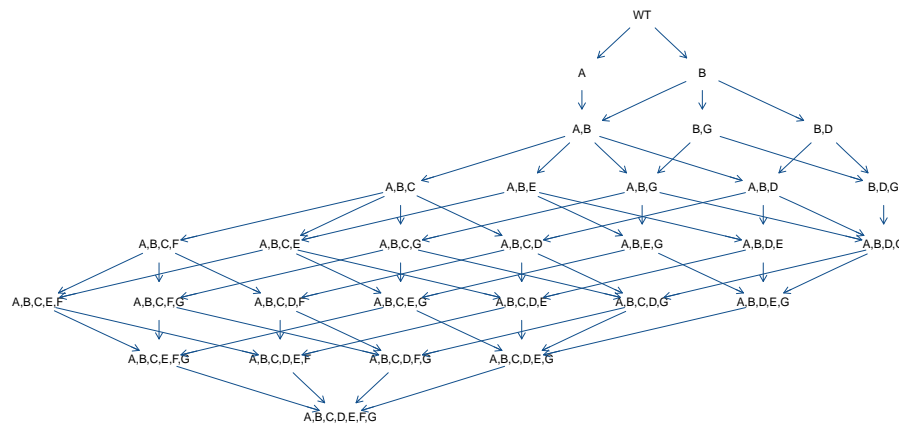 WT
A B
A,B B,G B,D
A,B,C A,B,E A,B,G A,B,D B,D,G
A,B,C,F A,B,C,E A,B,C,G A,B,C,D A,B,E,G A,B,D,E A,B,D,G
A,B,C,E,F A,B,C,F,G A,B,C,D,F A,B,C,E,G A,B,C,D,E A,B,C,D,G A,B,D,E,G
A,B,C,E,F,G A,B,C,D,E,F A,B,C,D,F,G A,B,C,D,E,G
A,B,C,D,E,F,G